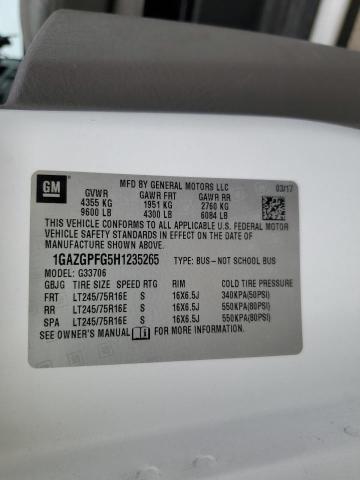 GM
MFD BY GENERAL MOTORS LLC
03/17
GVWR GAWR FRT GAWR RR
4355 KG 1951 KG 2760 KG
9600 LB 4300 LB 6084 LB
THIS VEHICLE CONFORMS TO ALL APPLICABLE U.S. FEDERAL MOTOR
VEHICLE SAFETY STANDARDS IN EFFECT ON THE DATE OF
MANUFACTURE SHOWN ABOVE.
1GAZGPFG5H1235265 TYPE: BUS-NOT SCHOOL BUS
MODEL: G33706
GBJG TIRE SIZE SPEED RTG RIM COLD TIRE PRESSURE
FRT LT245/75R16E S 16X6.5J 340KPA(50PSI)
RR LT245/75R16E S 16X6.5J 550KPA(80PSI)
SPA LT245/75R16E S 16X6.5J 550KPA(80PSI)
SEE OWNER'S MANUAL FOR MORE INFORMATION.